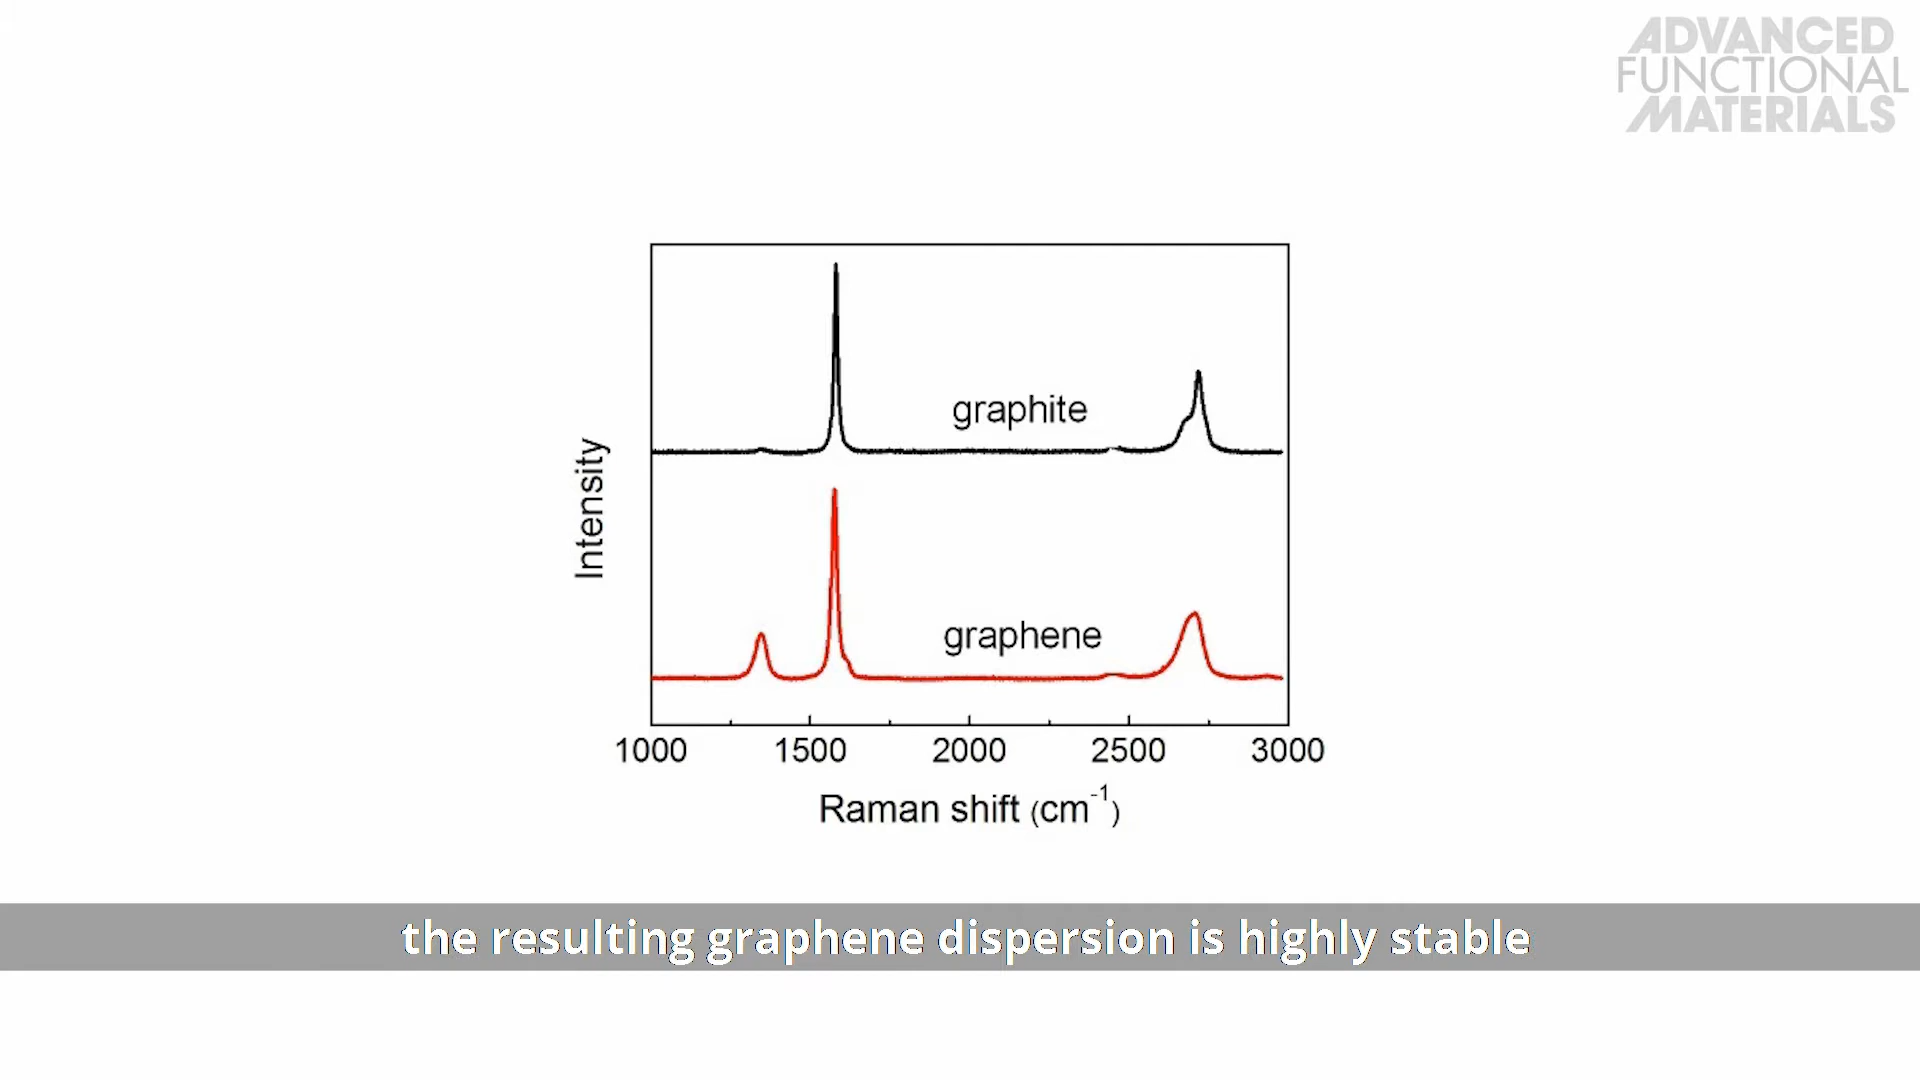 ADVANCED
FUNCTIONAL
MATERIALS
graphite
Intensity
graphene
1000 1500 2000 2500 3000
Raman shift (cm⁻¹)
the resulting graphene dispersion is highly stable